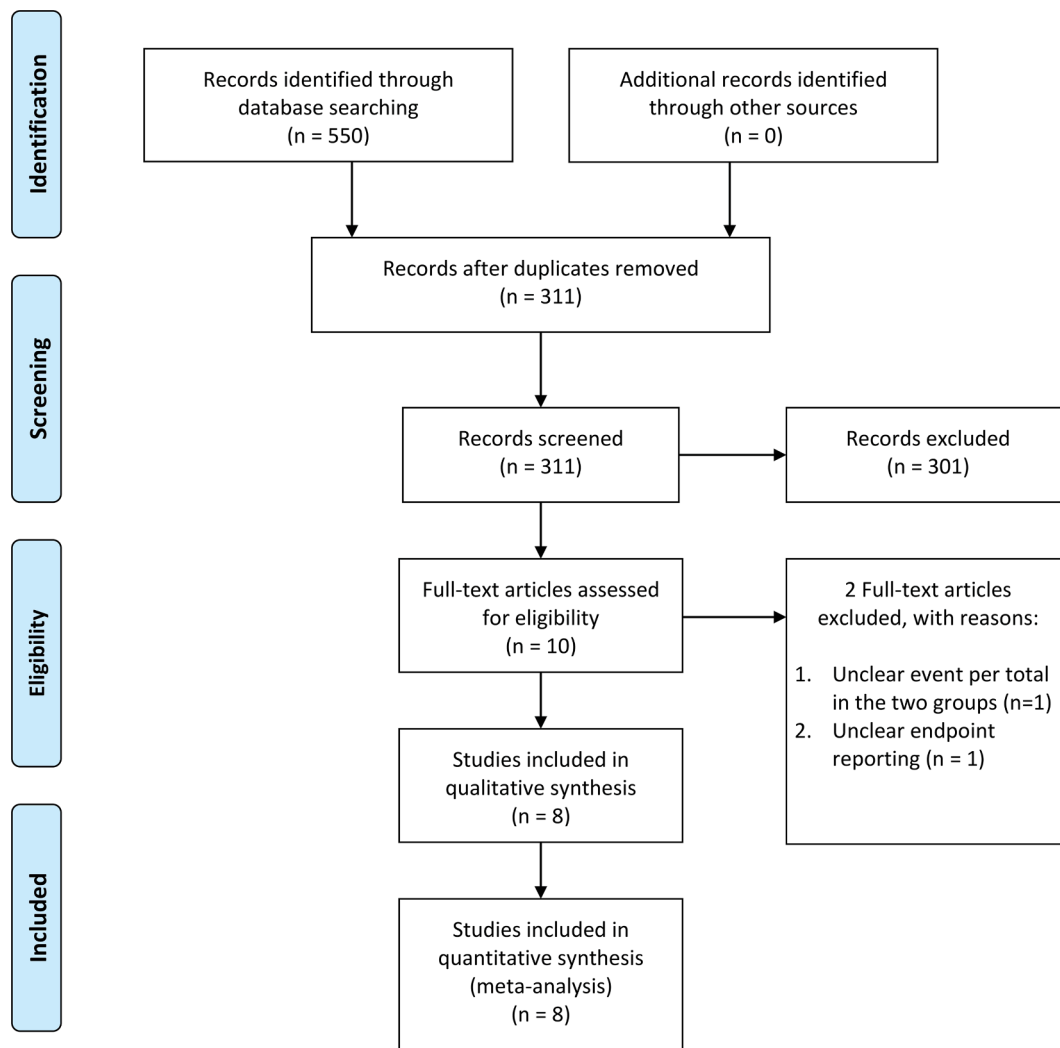 Identification
Records identified through
database searching
(n = 550)
Additional records identified
through other sources
(n = 0)
Records after duplicates removed
(n = 311)
Screening
Records screened
(n = 311)
Records excluded
(n = 301)
Eligibility
Full-text articles assessed
for eligibility
(n = 10)
2 Full-text articles
excluded, with reasons:
1. Unclear event per total
in the two groups (n=1)
2. Unclear endpoint
reporting (n = 1)
Studies included in
qualitative synthesis
(n = 8)
Included
Studies included in
quantitative synthesis
(meta-analysis)
(n = 8)